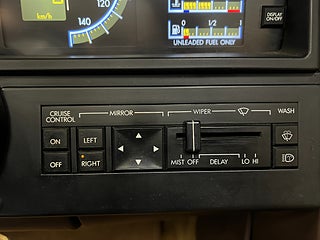 120
140
km/h
0
1/2
1
UNLEADED FUEL ONLY
DISPLAY
ON/OFF
CRUISE
CONTROL
MIRROR
WIPER
WASH
ON
LEFT
OFF
RIGHT
MIST OFF DELAY LO HI